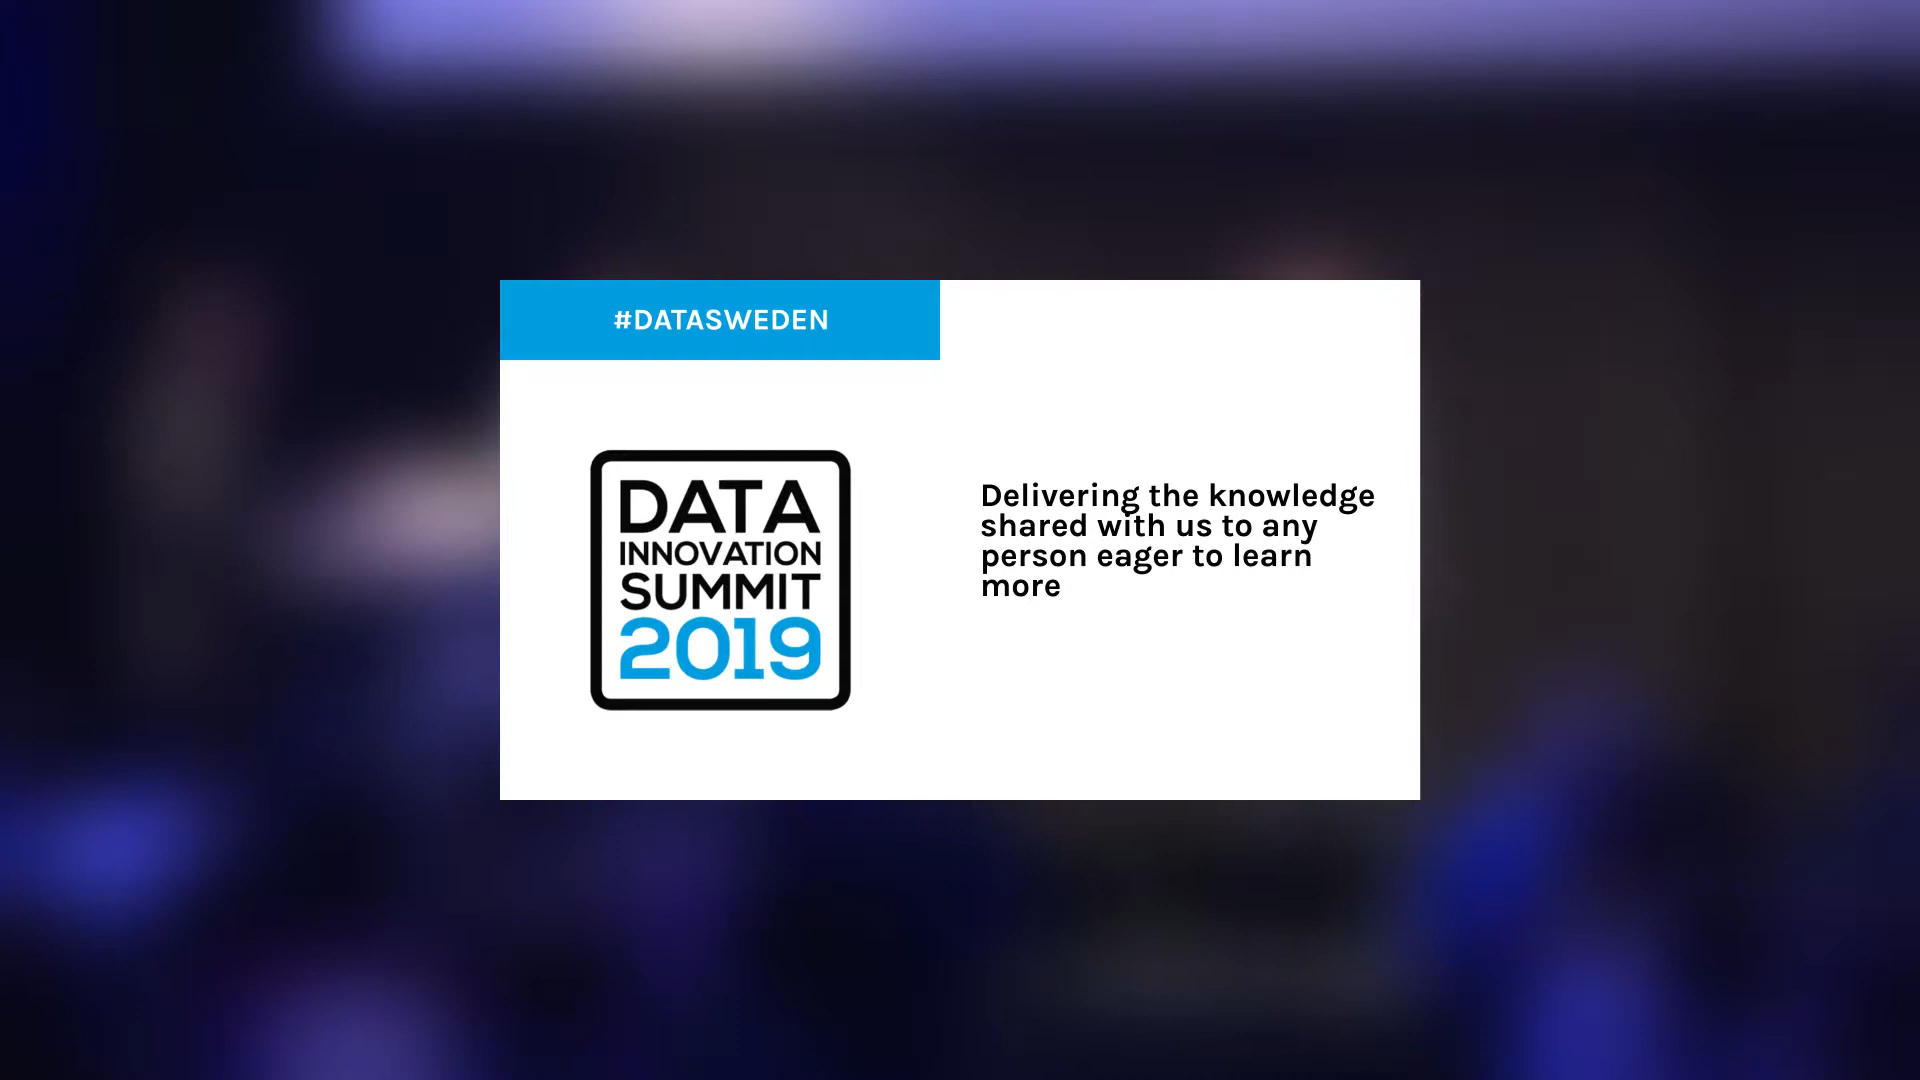 #DATASWEDEN
DATA
INNOVATION
SUMMIT
2019
Delivering the knowledge
shared with us to any
person eager to learn
more